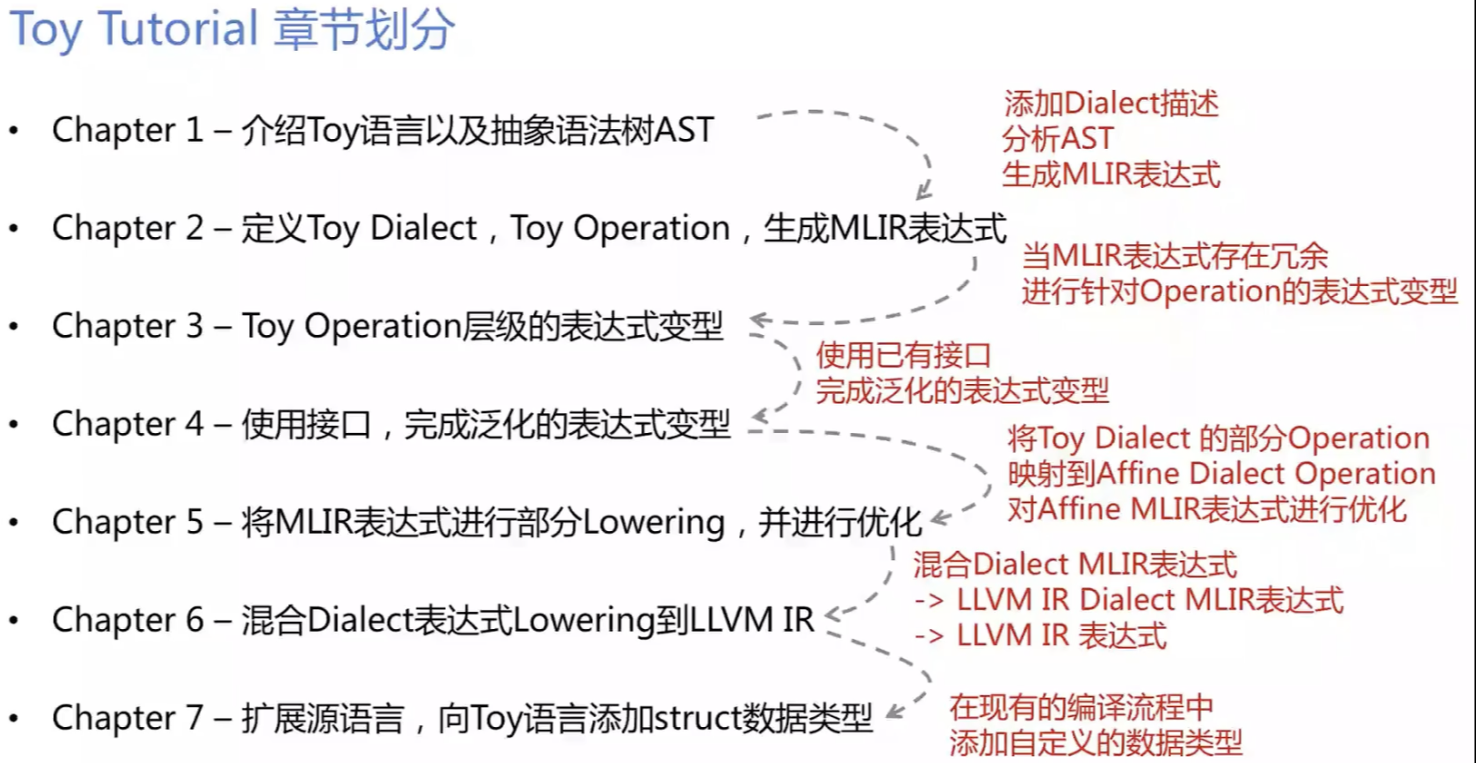 Toy Tutorial 章节划分
• Chapter 1 – 介绍Toy语言以及抽象语法树AST
添加Dialect描述
分析AST
生成MLIR表达式
• Chapter 2 – 定义Toy Dialect，Toy Operation，生成MLIR表达式
当MLIR表达式存在冗余
进行针对Operation的表达式变型
• Chapter 3 – Toy Operation层级的表达式变型
使用已有接口
完成泛化的表达式变型
• Chapter 4 – 使用接口，完成泛化的表达式变型
将Toy Dialect 的部分Operation
映射到Affine Dialect Operation
对Affine MLIR表达式进行优化
• Chapter 5 – 将MLIR表达式进行部分Lowering，并进行优化
混合Dialect MLIR表达式
-> LLVM IR Dialect MLIR表达式
-> LLVM IR 表达式
• Chapter 6 – 混合Dialect表达式Lowering到LLVM IR
• Chapter 7 – 扩展源语言，向Toy语言添加struct数据类型
在现有的编译流程中
添加自定义的数据类型